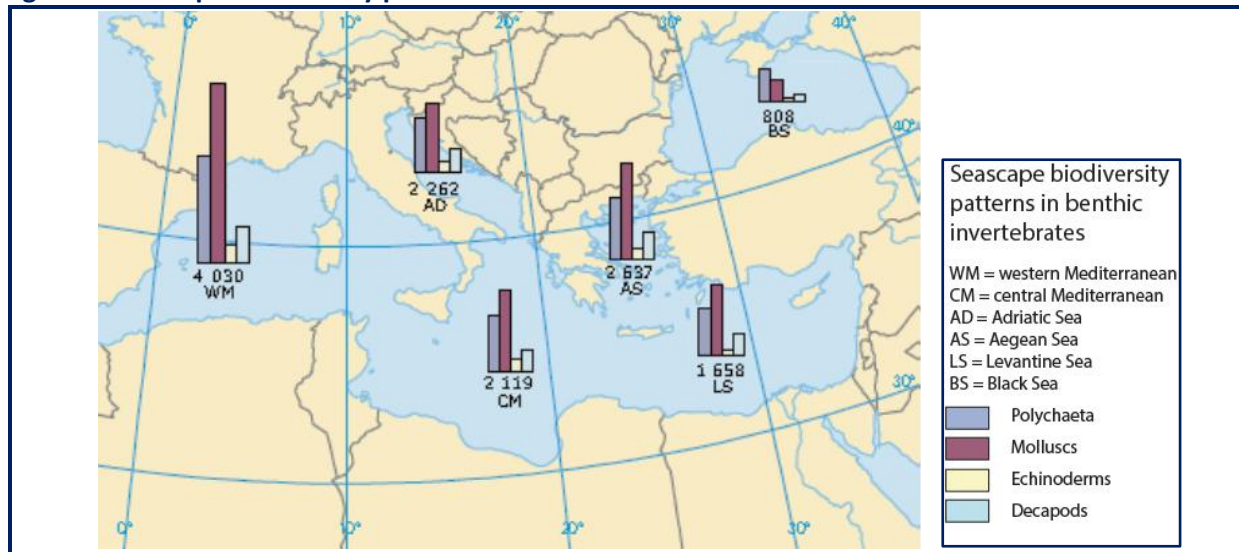 0°
10°
20°
30°
40°
808
BS
40°
2 262
AD
4 030
WM
2 637
AS
2 119
CM
1 658
LS
30°
0°
10°
20°
30°
Seascape biodiversity
patterns in benthic
invertebrates
WM = western Mediterranean
CM = central Mediterranean
AD = Adriatic Sea
AS = Aegean Sea
LS = Levantine Sea
BS = Black Sea
Polychaeta
Molluscs
Echinoderms
Decapods